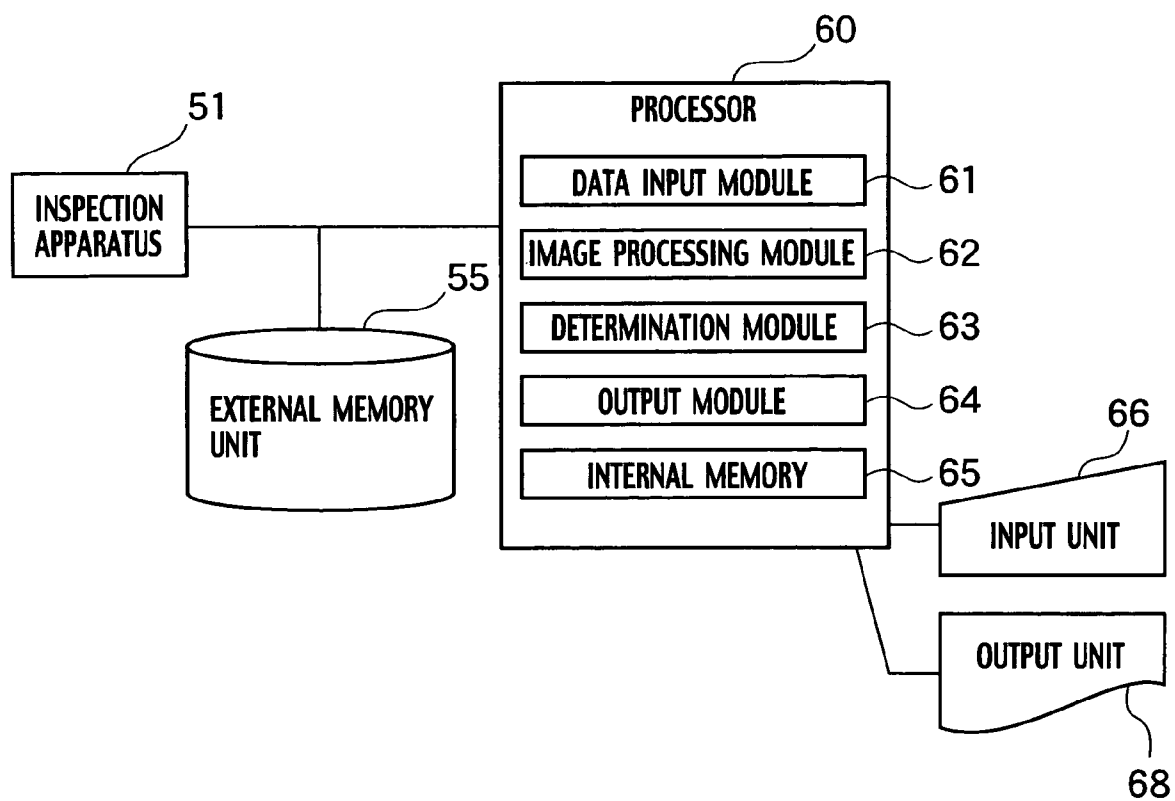 60
PROCESSOR
51
INSPECTION
APPARATUS
DATA INPUT MODULE
61
IMAGE PROCESSING MODULE
62
55
DETERMINATION MODULE
63
EXTERNAL MEMORY
UNIT
OUTPUT MODULE
64
INTERNAL MEMORY
65
66
INPUT UNIT
OUTPUT UNIT
68